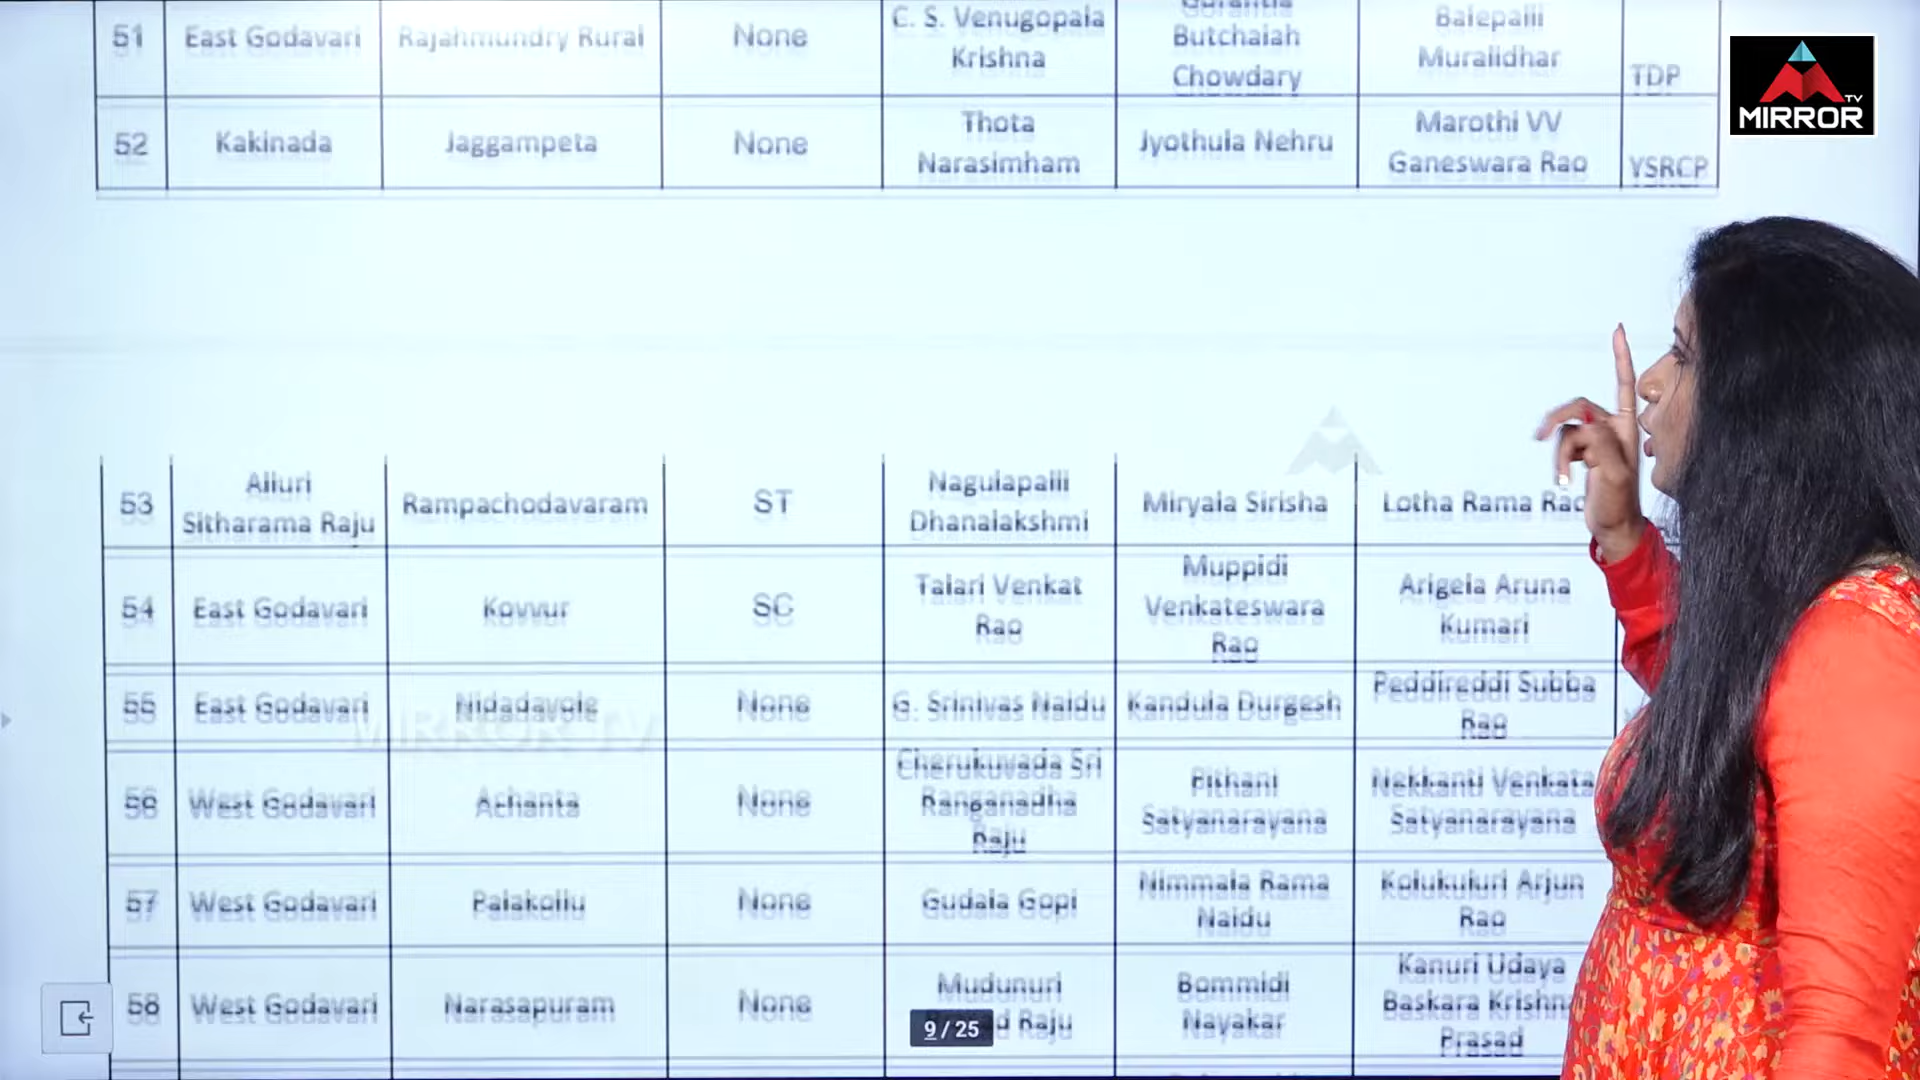 51 East Godavari Rajahmundry Rural None C. S. Venugopala Krishna Gorantla Butchaiah Chowdary Balepalli Muralidhar TDP
52 Kakinada Jaggampeta None Thota Narasimham Jyothula Nehru Marothi VV Ganeswara Rao YSRCP
TV
MIRROR
53 Alluri Sitharama Raju Rampachodavaram ST Nagulapalli Dhanalakshmi Miryala Sirisha Lotha Rama Rao
54 East Godavari Kovvur SC Talari Venkat Rao Muppidi Venkateswara Rao Arigela Aruna Kumari
55 East Godavari Nidadavole None G. Srinivas Naidu Kandula Durgesh Peddireddi Subba Rao
MIRROR TV
56 West Godavari Achanta None Cherukuvada Sri Ranganadha Raju Pithani Satyanarayana Nekkanti Venkata Satyanarayana
57 West Godavari Palakollu None Gudala Gopi Nimmala Rama Naidu Kolukuluri Arjun Rao
58 West Godavari Narasapuram None Mudunuri Raju Bommidi Nayakar Kanuri Udaya Baskara Krishna Prasad
9 / 25